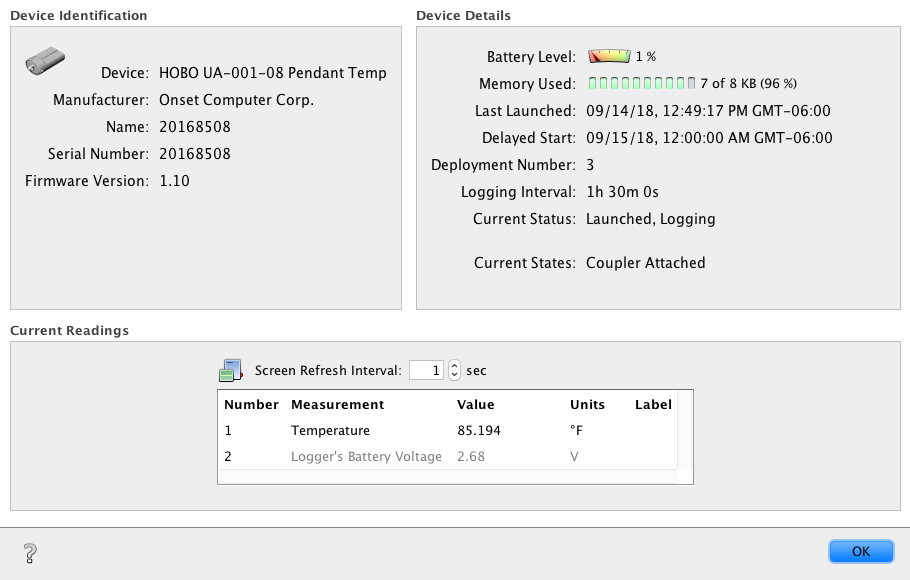 Device Identification
Device: HOBO UA-001-08 Pendant Temp
Manufacturer: Onset Computer Corp.
Name: 20168508
Serial Number: 20168508
Firmware Version: 1.10
Device Details
Battery Level: 1 %
Memory Used: 7 of 8 KB (96 %)
Last Launched: 09/14/18, 12:49:17 PM GMT-06:00
Delayed Start: 09/15/18, 12:00:00 AM GMT-06:00
Deployment Number: 3
Logging Interval: 1h 30m 0s
Current Status: Launched, Logging
Current States: Coupler Attached
Current Readings
Screen Refresh Interval: 1 sec
Number Measurement Value Units Label
1 Temperature 85.194 °F
2 Logger's Battery Voltage 2.68 V
?
OK